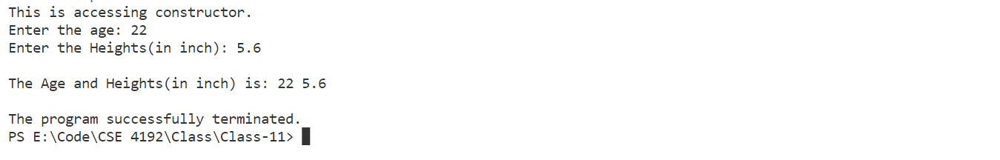 This is accessing constructor.
Enter the age: 22
Enter the Heights(in inch): 5.6
The Age and Heights(in inch) is: 22 5.6
The program successfully terminated.
PS E:\Code\CSE 4192\Class\Class-11>